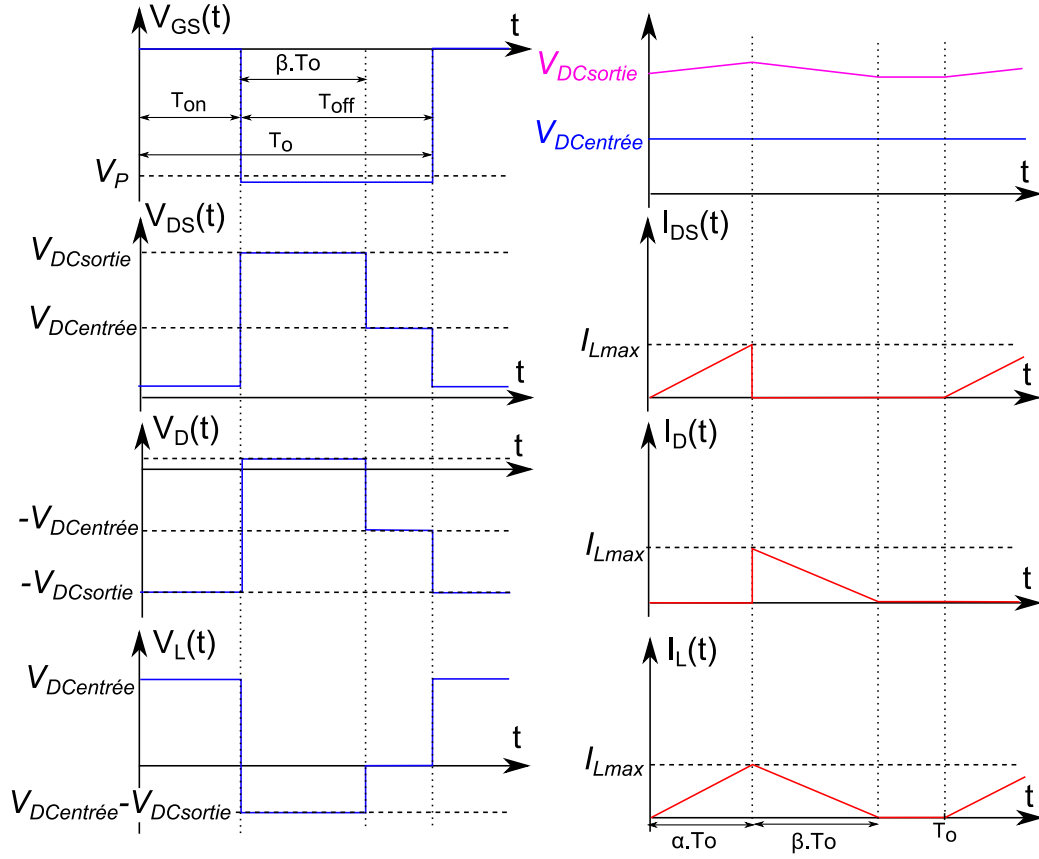 V_GS(t)
t
β.To
T_on
T_off
T_o
V_P
V_DS(t)
V_DCsortie
V_DCentrée
t
V_D(t)
t
-V_DCentrée
-V_DCsortie
V_L(t)
V_DCentrée
t
V_DCentrée-V_DCsortie
V_DCsortie
V_DCentrée
t
I_DS(t)
I_Lmax
t
I_D(t)
I_Lmax
t
I_L(t)
I_Lmax
t
α.To
β.To
T_o